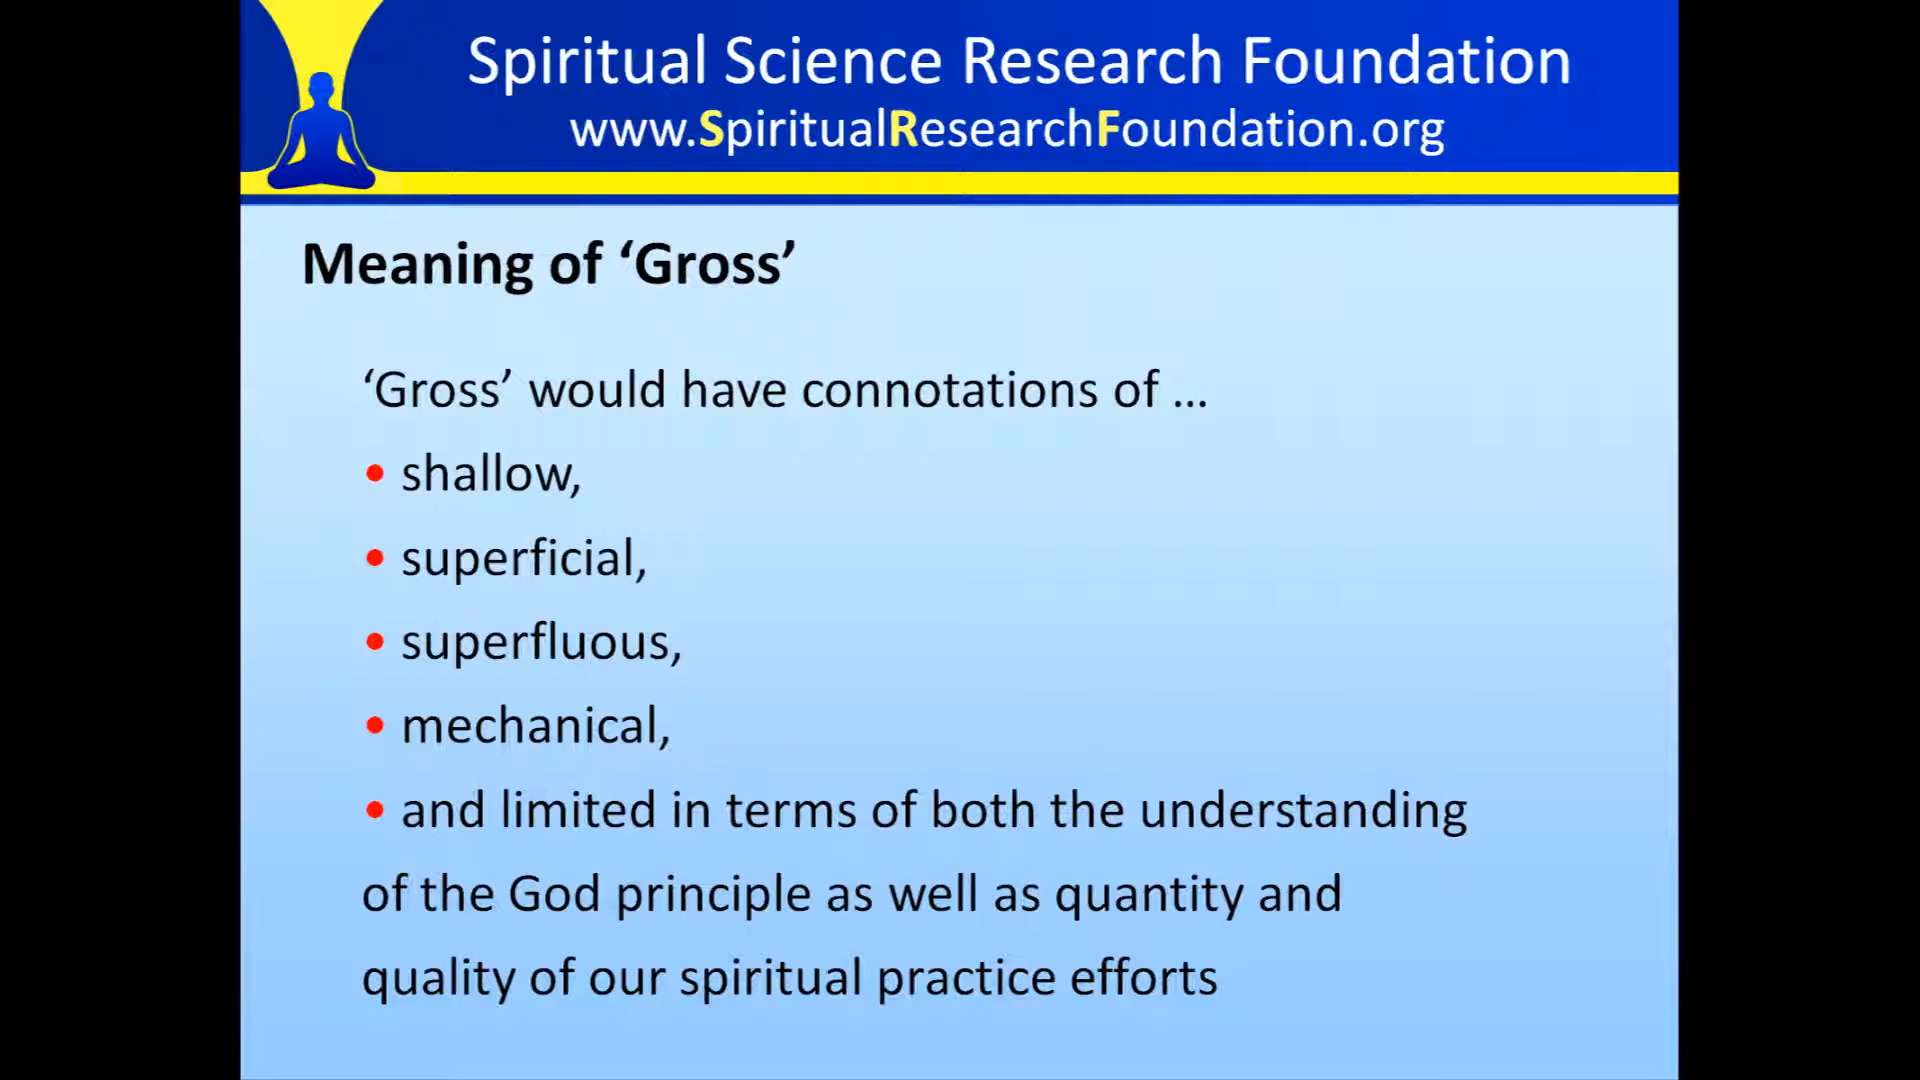 Spiritual Science Research Foundation
www.SpiritualResearchFoundation.org
Meaning of ‘Gross’
‘Gross’ would have connotations of ...
• shallow,
• superficial,
• superfluous,
• mechanical,
• and limited in terms of both the understanding
of the God principle as well as quantity and
quality of our spiritual practice efforts